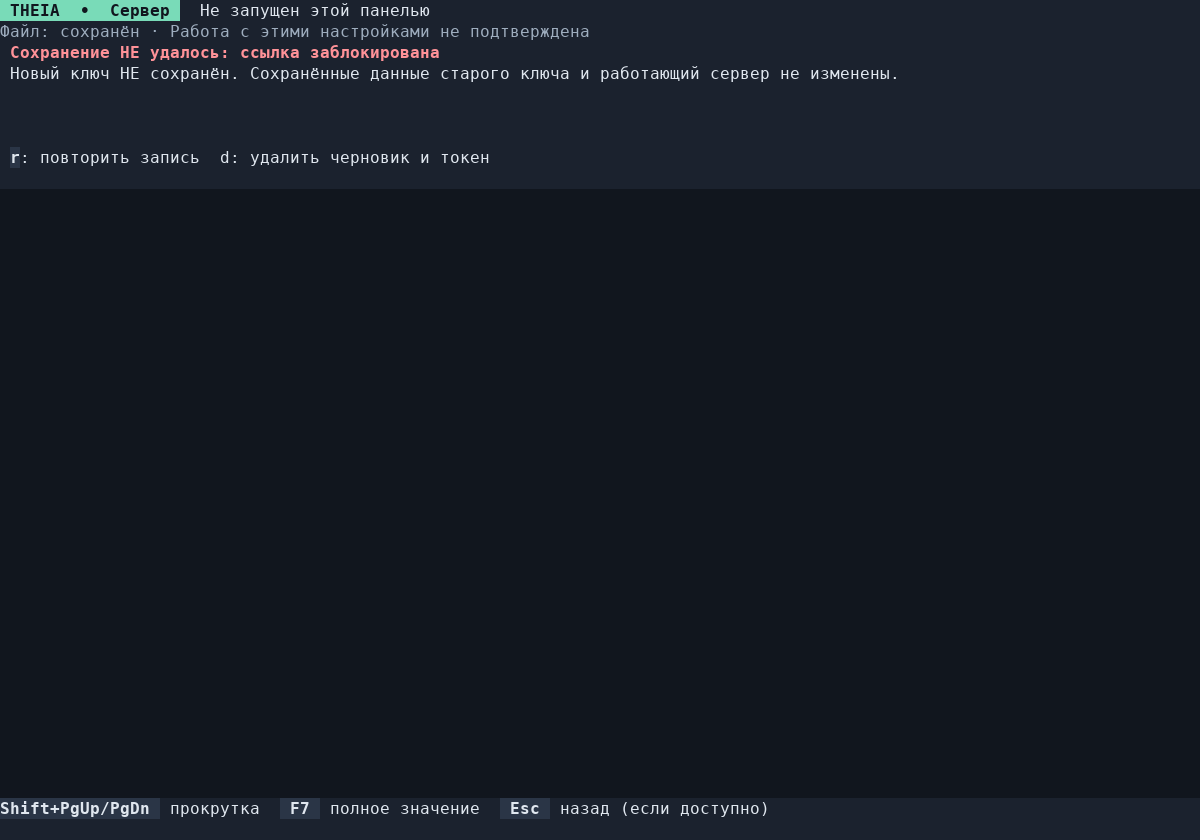 THEIA • Сервер Не запущен этой панелью
Файл: сохранён · Работа с этими настройками не подтверждена
Сохранение НЕ удалось: ссылка заблокирована
Новый ключ НЕ сохранён. Сохранённые данные старого ключа и работающий сервер не изменены.
r: повторить запись d: удалить черновик и токен
Shift+PgUp/PgDn прокрутка F7 полное значение Esc назад (если доступно)